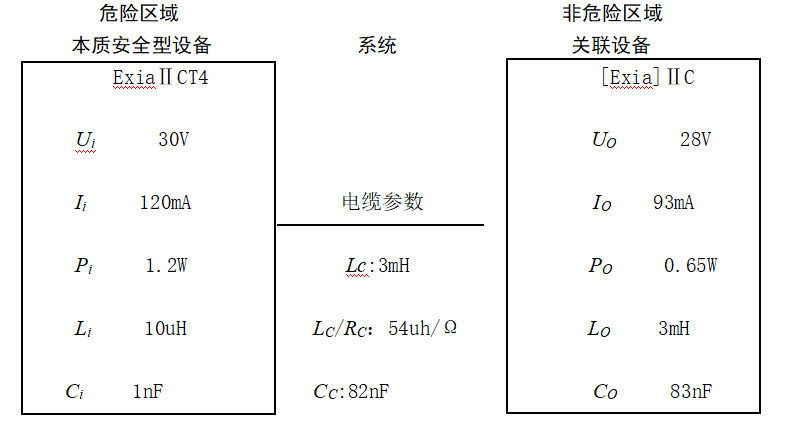 危险区域
本质安全型设备
系统
非危险区域
关联设备
ExiaⅡCT4
Ui 30V
Ii 120mA
Pi 1.2W
Li 10uH
Ci 1nF
电缆参数
Lc:3mH
LC/RC：54uh/Ω
CC:82nF
[Exia]ⅡC
UO 28V
IO 93mA
PO 0.65W
LO 3mH
CO 83nF